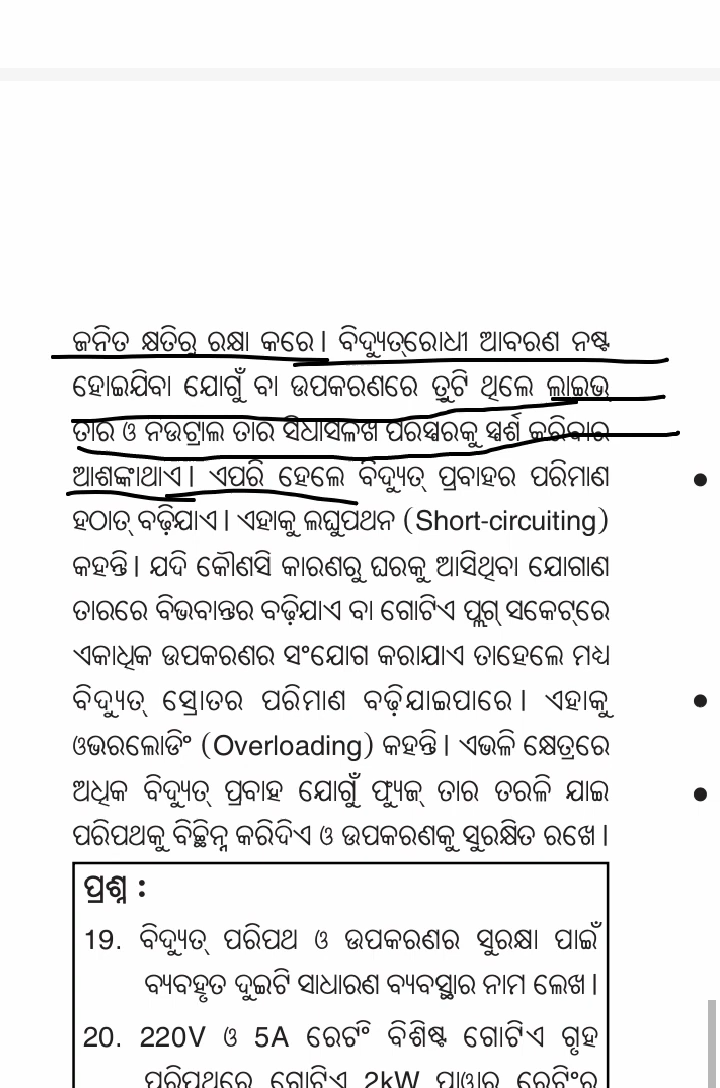 ଜନିତ କ୍ଷତିରୁ ରକ୍ଷା କରେ। ବିଦ୍ୟୁତ୍‌ରୋଧୀ ଆବରଣ ନଷ୍ଟ
ହୋଇଯିବା ଯୋଗୁଁ ବା ଉପକରଣରେ ତ୍ରୁଟି ଥିଲେ ଲାଇଭ୍
ତାର ଓ ନଉଟ୍ରାଲ ତାର ସିଧାସଳଖ ପରସ୍ପରକୁ ସ୍ପର୍ଶ କରିବାର
ଆଶଙ୍କାଥାଏ। ଏପରି ହେଲେ ବିଦ୍ୟୁତ୍ ପ୍ରବାହର ପରିମାଣ
ହଠାତ୍ ବଢ଼ିଯାଏ। ଏହାକୁ ଲଘୁପଥନ (Short-circuiting)
କହନ୍ତି। ଯଦି କୌଣସି କାରଣରୁ ଘରକୁ ଆସିଥିବା ଯୋଗାଣ
ତାରରେ ବିଭବାନ୍ତର ବଢ଼ିଯାଏ ବା ଗୋଟିଏ ପ୍ଲଗ୍ ସକେଟ୍‌ରେ
ଏକାଧିକ ଉପକରଣର ସଂଯୋଗ କରାଯାଏ ତାହେଲେ ମଧ୍ୟ
ବିଦ୍ୟୁତ୍ ସ୍ରୋତର ପରିମାଣ ବଢ଼ିଯାଇପାରେ। ଏହାକୁ
ଓଭରଲୋଡିଂ (Overloading) କହନ୍ତି। ଏଭଳି କ୍ଷେତ୍ରରେ
ଅଧିକ ବିଦ୍ୟୁତ୍ ପ୍ରବାହ ଯୋଗୁଁ ଫ୍ୟୁଜ୍ ତାର ତରଳି ଯାଇ
ପରିପଥକୁ ବିଚ୍ଛିନ୍ନ କରିଦିଏ ଓ ଉପକରଣକୁ ସୁରକ୍ଷିତ ରଖେ।
ପ୍ରଶ୍ନ :
19. ବିଦ୍ୟୁତ୍ ପରିପଥ ଓ ଉପକରଣର ସୁରକ୍ଷା ପାଇଁ
ବ୍ୟବହୃତ ଦୁଇଟି ସାଧାରଣ ବ୍ୟବସ୍ଥାର ନାମ ଲେଖ।
20. 220V ଓ 5A ରେଟିଂ ବିଶିଷ୍ଟ ଗୋଟିଏ ଗୃହ
ପରିପଥରେ ଗୋଟିଏ 2kW ପାୱାର ରେଟିଂର